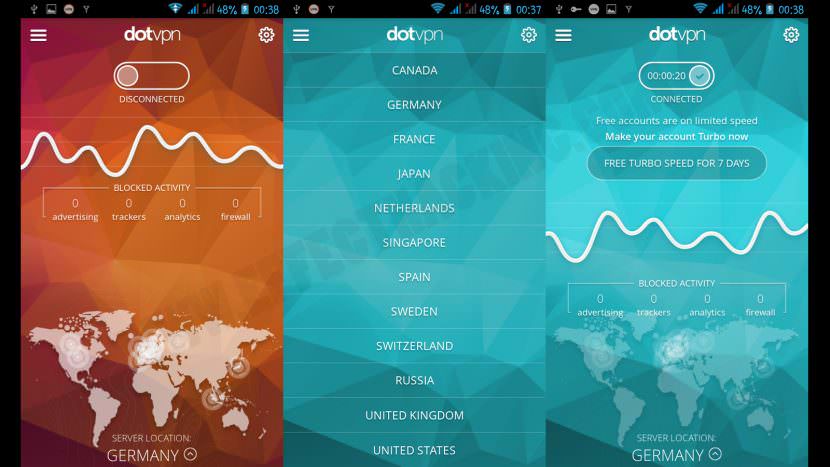 48% 00:38
dotvpn
DISCONNECTED
BLOCKED ACTIVITY
0 0 0 0
advertising trackers analytics firewall
SERVER LOCATION:
GERMANY
48% 00:37
dotvpn
CANADA
GERMANY
FRANCE
JAPAN
NETHERLANDS
SINGAPORE
SPAIN
SWEDEN
SWITZERLAND
RUSSIA
UNITED KINGDOM
UNITED STATES
48% 00:38
dotvpn
00:00:20
CONNECTED
Free accounts are on limited speed
Make your account Turbo now
FREE TURBO SPEED FOR 7 DAYS
BLOCKED ACTIVITY
0 0 0 0
advertising trackers analytics firewall
SERVER LOCATION:
GERMANY